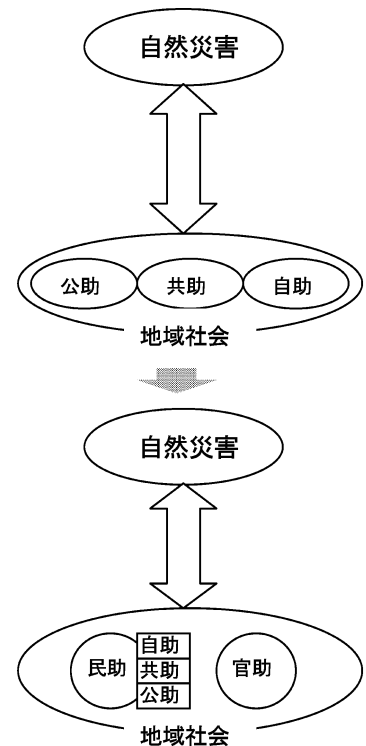 自然災害
公助 共助 自助
地域社会
自然災害
自助
民助 共助 官助
公助
地域社会